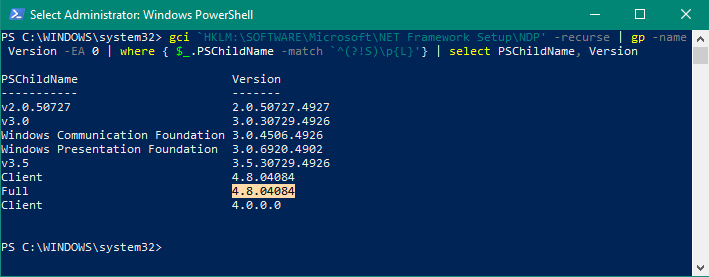 Select Administrator: Windows PowerShell
PS C:\WINDOWS\system32> gci `HKLM:\SOFTWARE\Microsoft\NET Framework Setup\NDP' -recurse | gp -name
 Version -EA 0 | where { $_.PSChildName -match `^(?!S)\p{L}'} | select PSChildName, Version
PSChildName Version
----------- -------
v2.0.50727 2.0.50727.4927
v3.0 3.0.30729.4926
Windows Communication Foundation 3.0.4506.4926
Windows Presentation Foundation 3.0.6920.4902
v3.5 3.5.30729.4926
Client 4.8.04084
Full 4.8.04084
Client 4.0.0.0
PS C:\WINDOWS\system32>